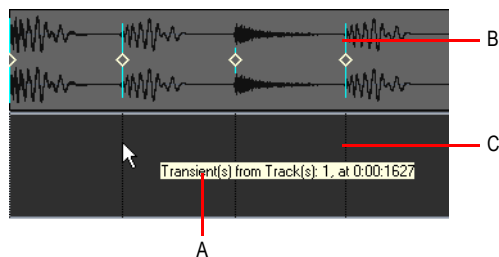 B
C
Transient(s) from Track(s): 1, at 0:00:1627
A